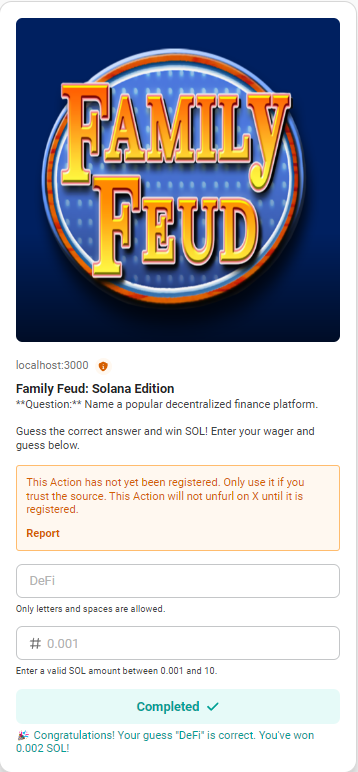 FAMILY
FEUD
localhost:3000
Family Feud: Solana Edition
**Question:** Name a popular decentralized finance platform.
Guess the correct answer and win SOL! Enter your wager and
guess below.
This Action has not yet been registered. Only use it if you
trust the source. This Action will not unfurl on X until it is
registered.
Report
DeFi
Only letters and spaces are allowed.
# 0.001
Enter a valid SOL amount between 0.001 and 10.
Completed ✓
🎉 Congratulations! Your guess "DeFi" is correct. You've won
0.002 SOL!